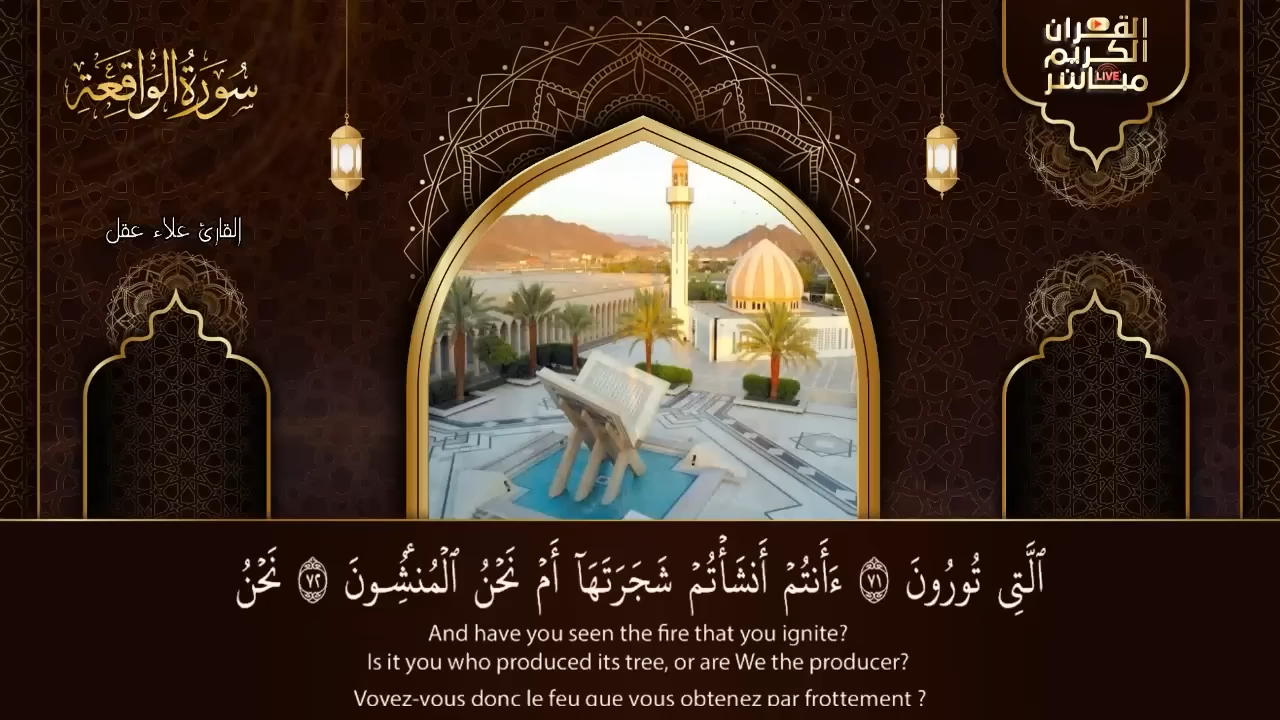 سُورَةُ الْوَاقِعَةِ
القرآن
الكريم
مباشر
LIVE
القارئ علاء عقل
ٱلَّتِي تُورُونَ ٧١ ءَأَنتُمۡ أَنشَأۡتُمۡ شَجَرَتَهَآ أَمۡ نَحۡنُ ٱلۡمُنشِـُٔونَ ٧٢ نَحۡنُ
And have you seen the fire that you ignite?
Is it you who produced its tree, or are We the producer?
Voyez-vous donc le feu que vous obtenez par frottement ?